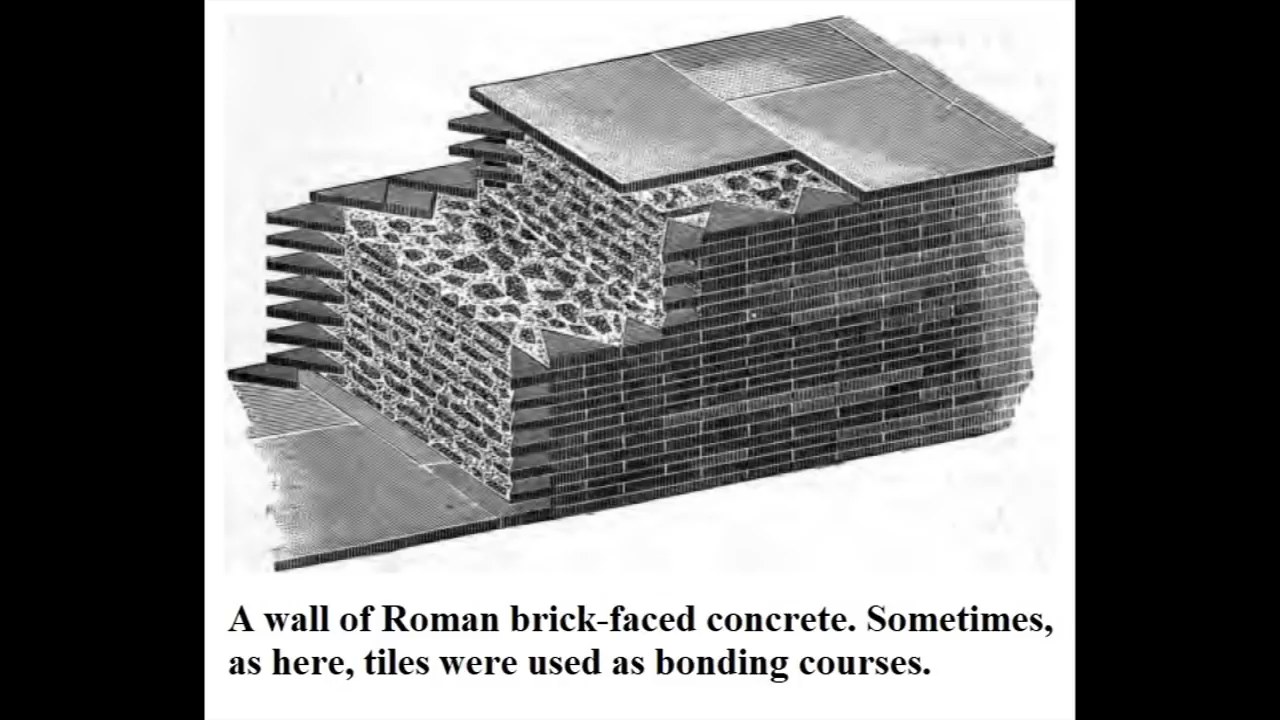 A wall of Roman brick-faced concrete. Sometimes,
as here, tiles were used as bonding courses.